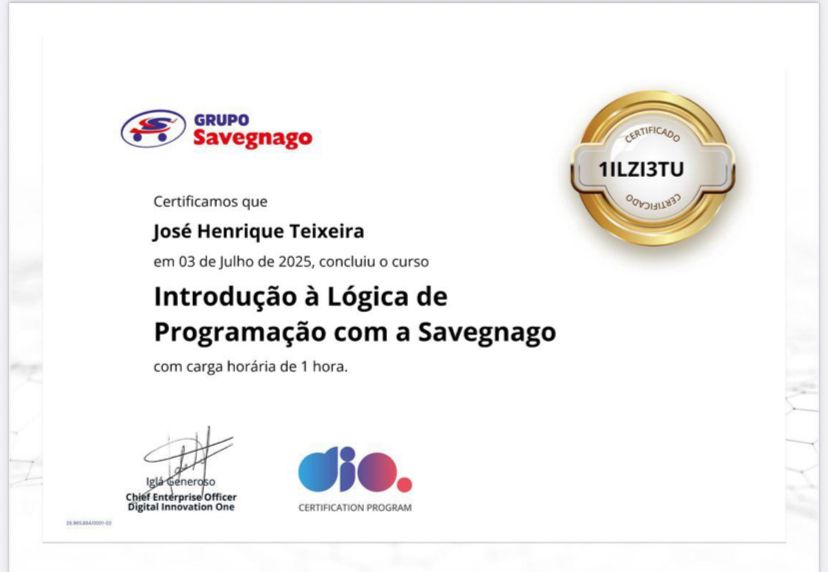 GRUPO
Savegnago
CERTIFICADO
1ILZI3TU
CERTIFICADO
Certificamos que
José Henrique Teixeira
em 03 de Julho de 2025, concluiu o curso
Introdução à Lógica de
Programação com a Savegnago
com carga horária de 1 hora.
Iglá Generoso
Chief Enterprise Officer
Digital Innovation One
dio.
CERTIFICATION PROGRAM